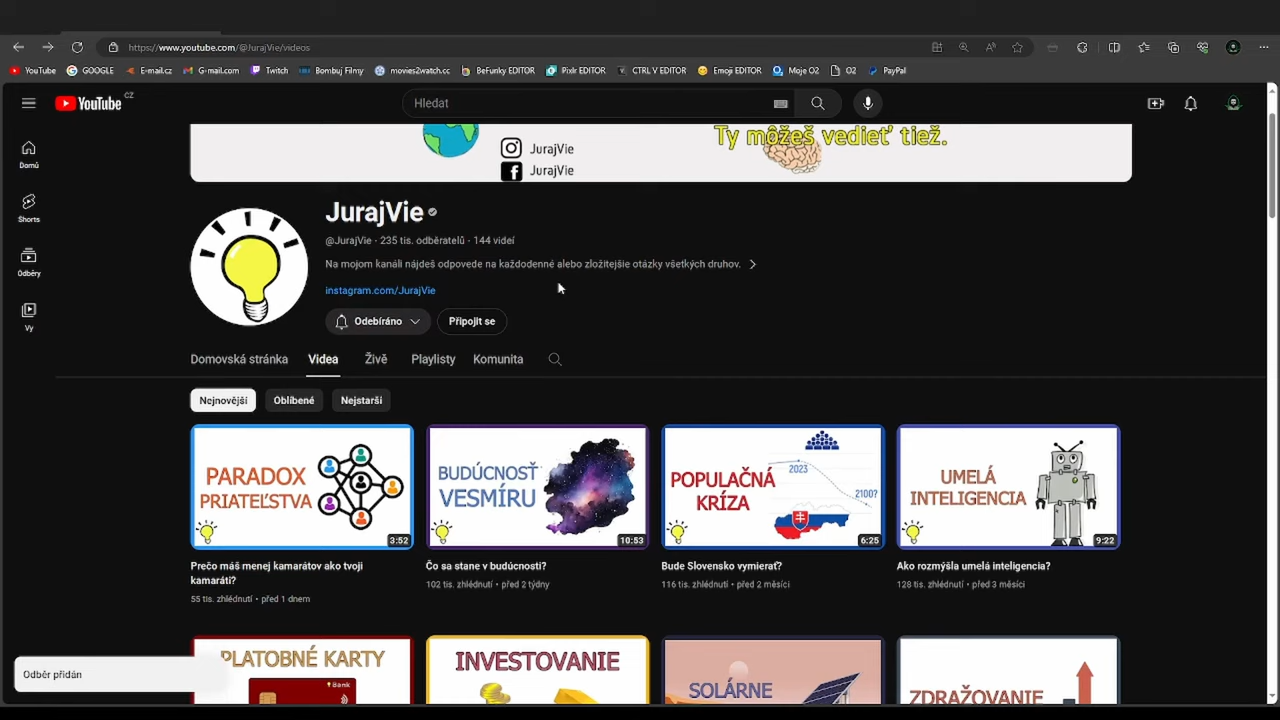 https://www.youtube.com/@JurajVie/videos
YouTube GOOGLE E-mail.cz G-mail.com Twitch Bombuj Filmy movies2watch.cc BeFunky EDITOR Pixlr EDITOR CTRL V EDITOR Emoji EDITOR Moje O2 O2 PayPal
YouTube CZ
Hledat
Ty môžeš vedieť tiež.
JurajVie
JurajVie
Domů
Shorts
Odběry
Vy
JurajVie
@JurajVie · 235 tis. odběratelů · 144 videí
Na mojom kanáli nájdeš odpovede na každodenné alebo zložitejšie otázky všetkých druhov.
instagram.com/JurajVie
Odebíráno
Připojit se
Domovská stránka Videa Živě Playlisty Komunita
Nejnovější Oblíbené Nejstarší
PARADOX
PRIATEĽSTVA
3:52
Prečo máš menej kamarátov ako tvoji
kamaráti?
55 tis. zhlédnutí · před 1 dnem
BUDÚCNOSŤ
VESMÍRU
10:53
Čo sa stane v budúcnosti?
102 tis. zhlédnutí · před 2 týdny
POPULAČNÁ
KRÍZA
2023
2100?
6:25
Bude Slovensko vymierať?
116 tis. zhlédnutí · před 2 měsíci
UMELÁ
INTELIGENCIA
9:22
Ako rozmýšla umelá inteligencia?
128 tis. zhlédnutí · před 3 měsíci
PLATOBNÉ KARTY
Bank
INVESTOVANIE
SOLÁRNE
ZDRAŽOVANIE
Odběr přidán